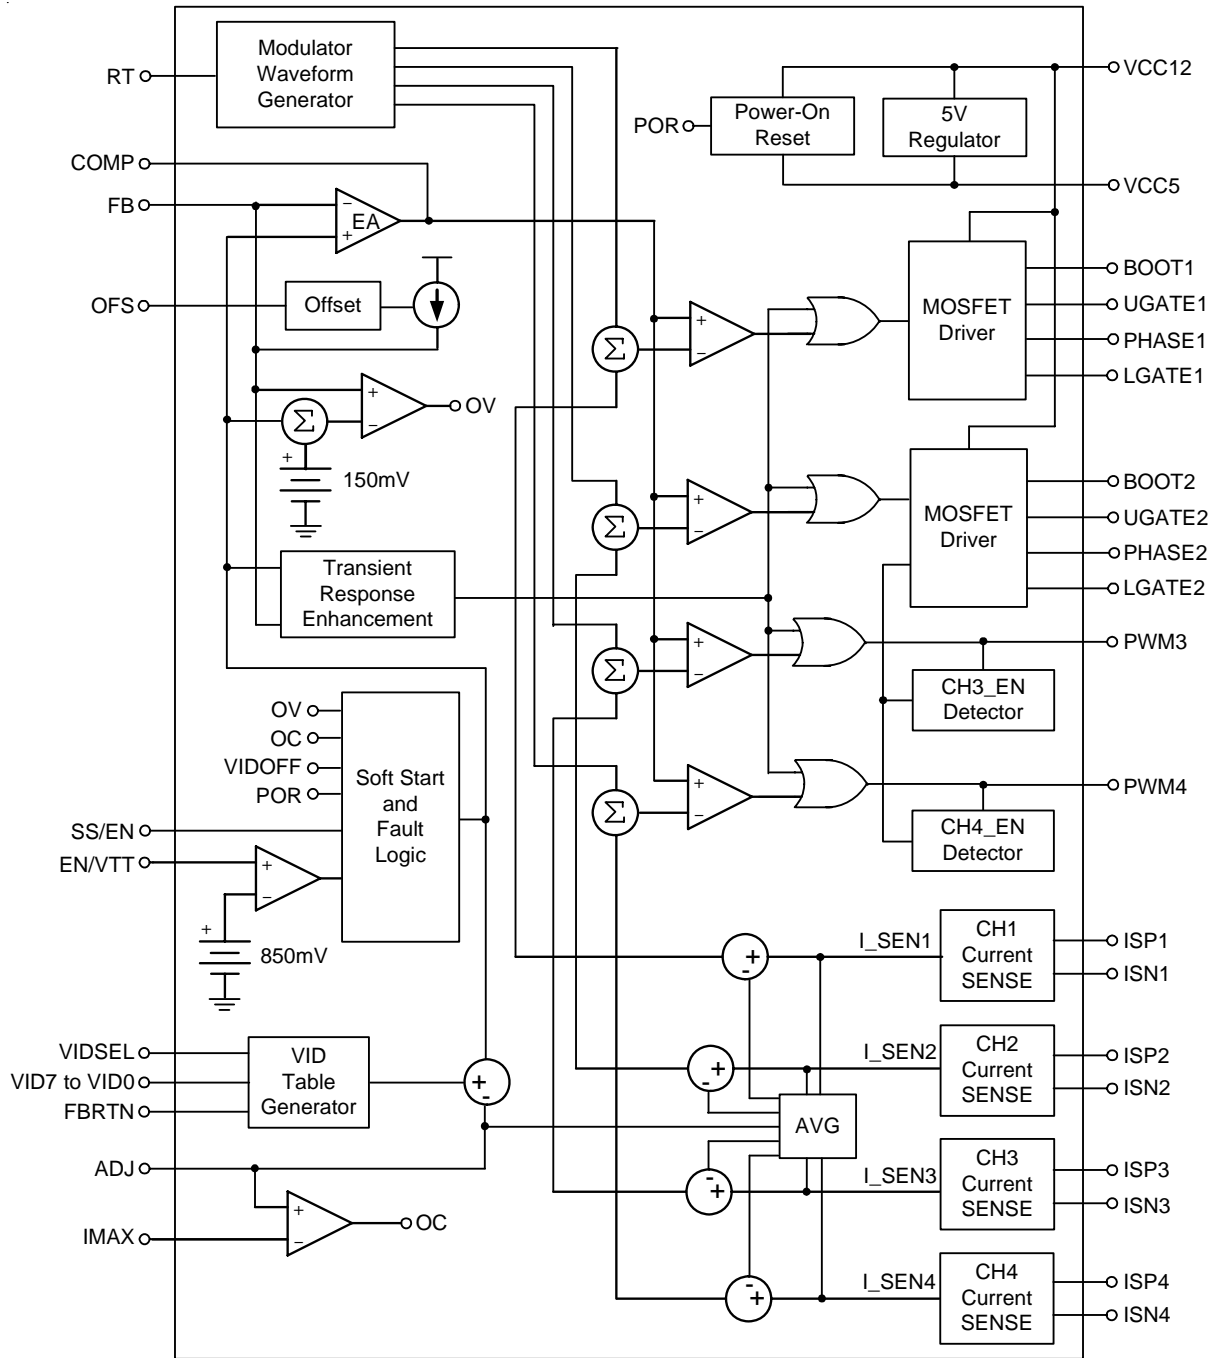 Modulator
Waveform
Generator
RT
VCC12
Power-On
Reset
5V
Regulator
POR
COMP
VCC5
FB
−
EA
+
MOSFET
Driver
BOOT1
UGATE1
PHASE1
LGATE1
OFS
Offset
+
−
Σ
+
−
OV
Σ
+
150mV
MOSFET
Driver
BOOT2
UGATE2
PHASE2
LGATE2
+
−
Σ
Transient
Response
Enhancement
+
−
Σ
PWM3
CH3_EN
Detector
OV
OC
VIDOFF
POR
Soft Start
and
Fault
Logic
+
−
Σ
PWM4
CH4_EN
Detector
SS/EN
EN/VTT
+
−
+
850mV
+
-
I_SEN1
CH1
Current
SENSE
ISP1
ISN1
VIDSEL
VID7 to VID0
FBRTN
VID
Table
Generator
+
-
+
-
I_SEN2
CH2
Current
SENSE
ISP2
ISN2
AVG
ADJ
-
+
I_SEN3
CH3
Current
SENSE
ISP3
ISN3
IMAX
+
−
OC
-
+
I_SEN4
CH4
Current
SENSE
ISP4
ISN4